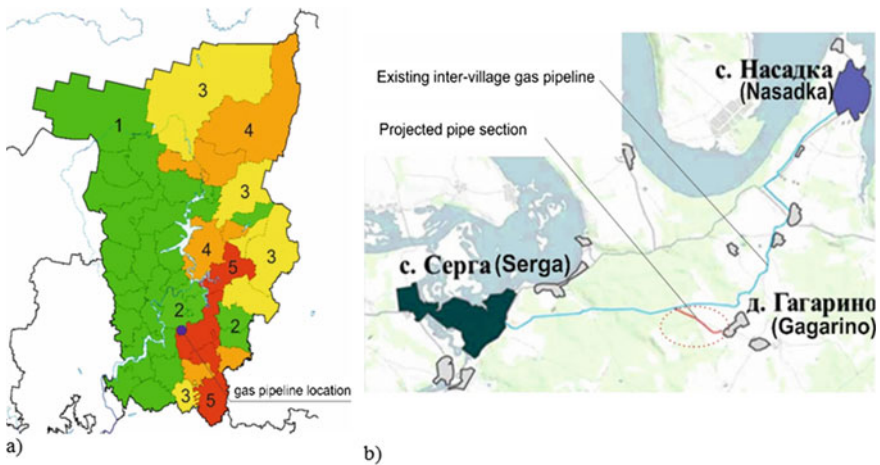 3
1
4
3
4
3
5
2
2
gas pipeline location
3
5
a)
Existing inter-village gas pipeline
с. Насадка
(Nasadka)
Projected pipe section
с. Серга (Serga)
д. Гагарино
(Gagarino)
b)